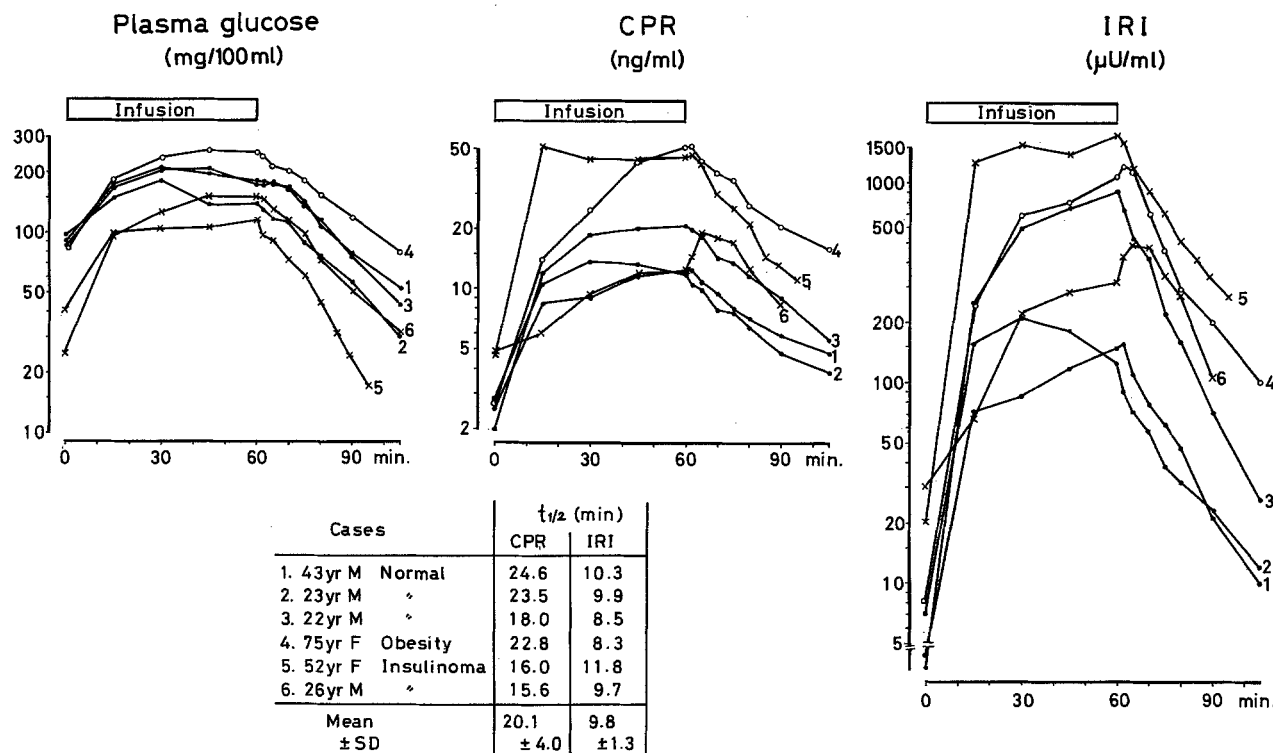 Plasma glucose
(mg/100ml)
Infusion
300
200
100
50
20
10
0 30 60 90 min.
4
1
3
6
2
5
CPR
(ng/ml)
Infusion
50
20
10
5
2
0 30 60 90 min.
4
5
6
3
1
2
IRI
(µU/ml)
Infusion
1500
1000
500
200
100
50
20
10
5
0 30 60 90 min.
5
4
6
3
2
1
Cases t1/2 (min)
CPR IRI
1. 43yr M Normal 24.6 10.3
2. 23yr M 〃 23.5 9.9
3. 22yr M 〃 18.0 8.5
4. 75yr F Obesity 22.8 8.3
5. 52yr F Insulinoma 16.0 11.8
6. 26yr M 〃 15.6 9.7
Mean 20.1 9.8
±SD ±4.0 ±1.3